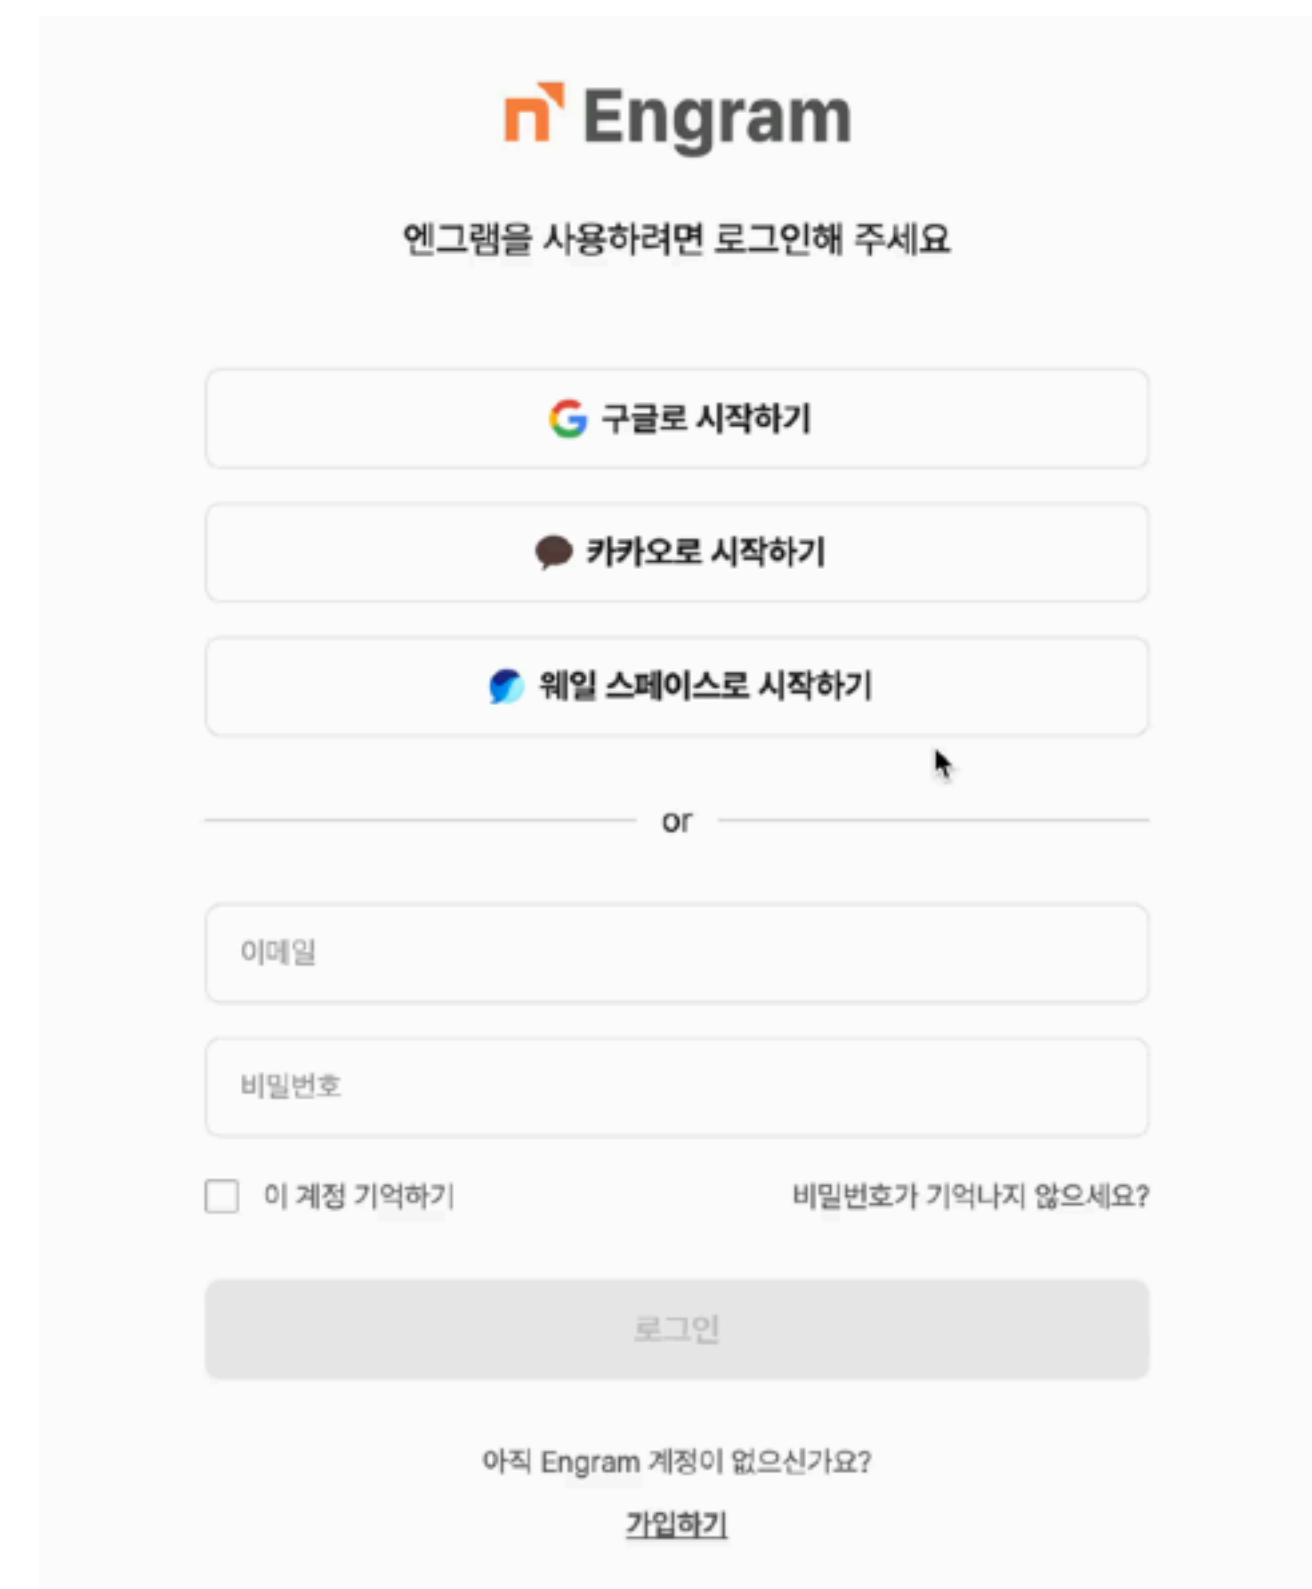 Engram
엔그램을 사용하려면 로그인해 주세요
구글로 시작하기
카카오로 시작하기
웨일 스페이스로 시작하기
or
이메일
비밀번호
이 계정 기억하기
비밀번호가 기억나지 않으세요?
로그인
아직 Engram 계정이 없으신가요?
가입하기